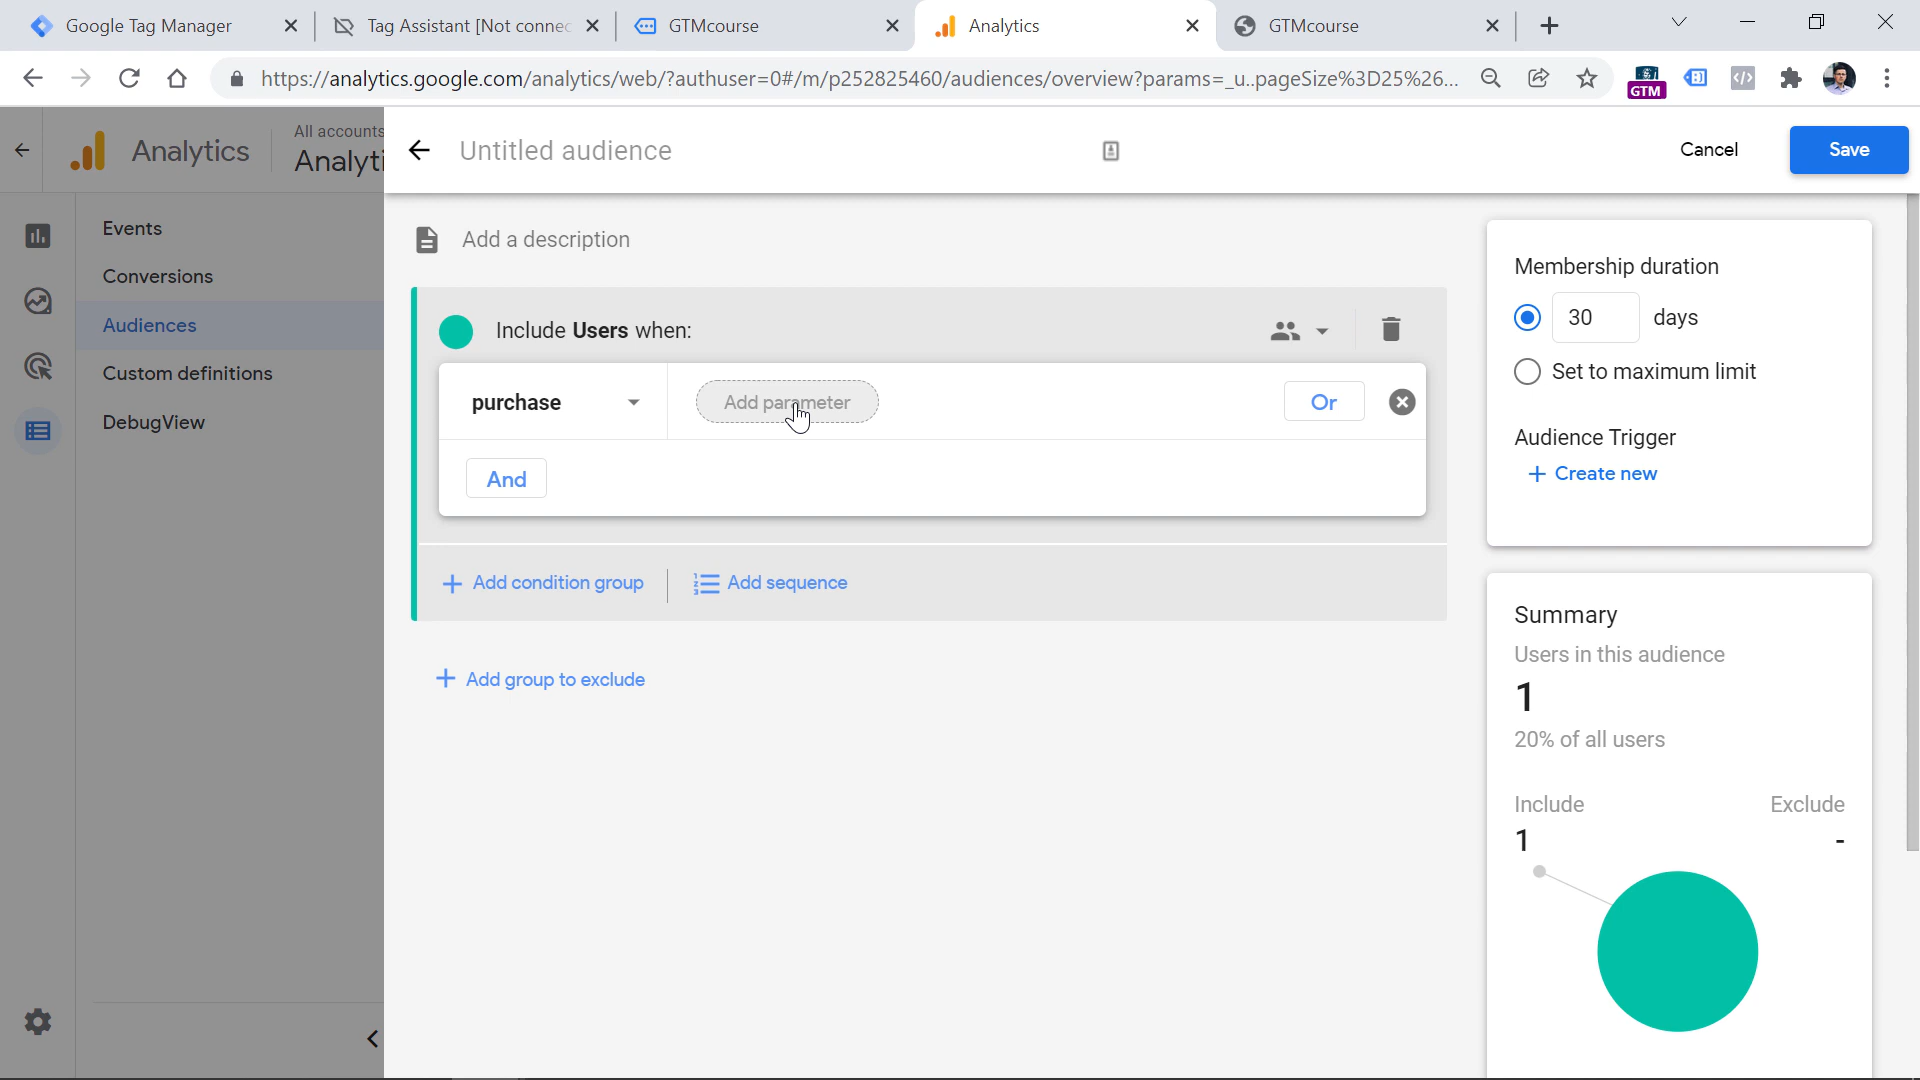 Google Tag Manager
Tag Assistant [Not connec
GTMcourse
Analytics
GTMcourse
https://analytics.google.com/analytics/web/?authuser=0#/m/p252825460/audiences/overview?params=_u..pageSize%3D25%26...
GTM
Analytics
All accounts
Analyti
Untitled audience
Cancel
Save
Events
Conversions
Audiences
Custom definitions
DebugView
Add a description
Include Users when:
purchase
Add parameter
Or
And
Add condition group
Add sequence
Add group to exclude
Membership duration
30 days
Set to maximum limit
Audience Trigger
Create new
Summary
Users in this audience
1
20% of all users
Include Exclude
1 -